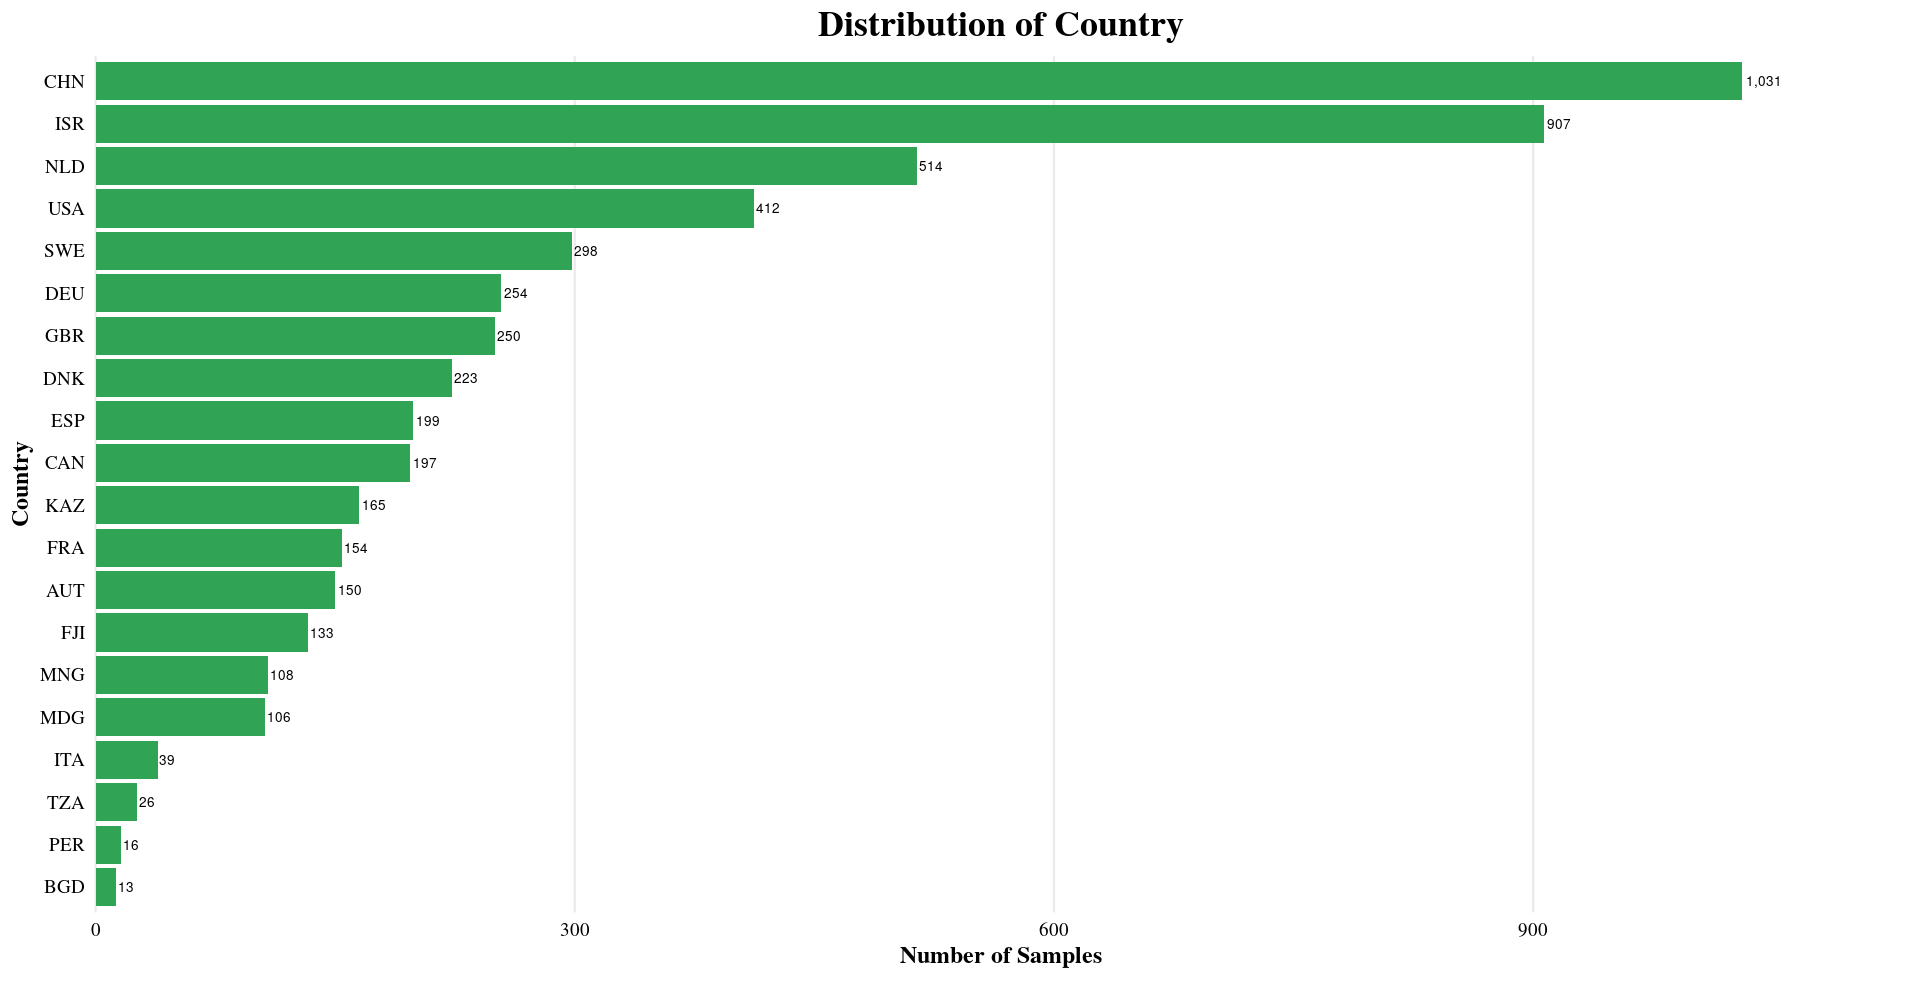 Distribution of Country
CHN 1,031
ISR 907
NLD 514
USA 412
SWE 298
DEU 254
GBR 250
DNK 223
ESP 199
CAN 197
KAZ 165
FRA 154
AUT 150
FJI 133
MNG 108
MDG 106
ITA 39
TZA 26
PER 16
BGD 13
Country
0 300 600 900
Number of Samples